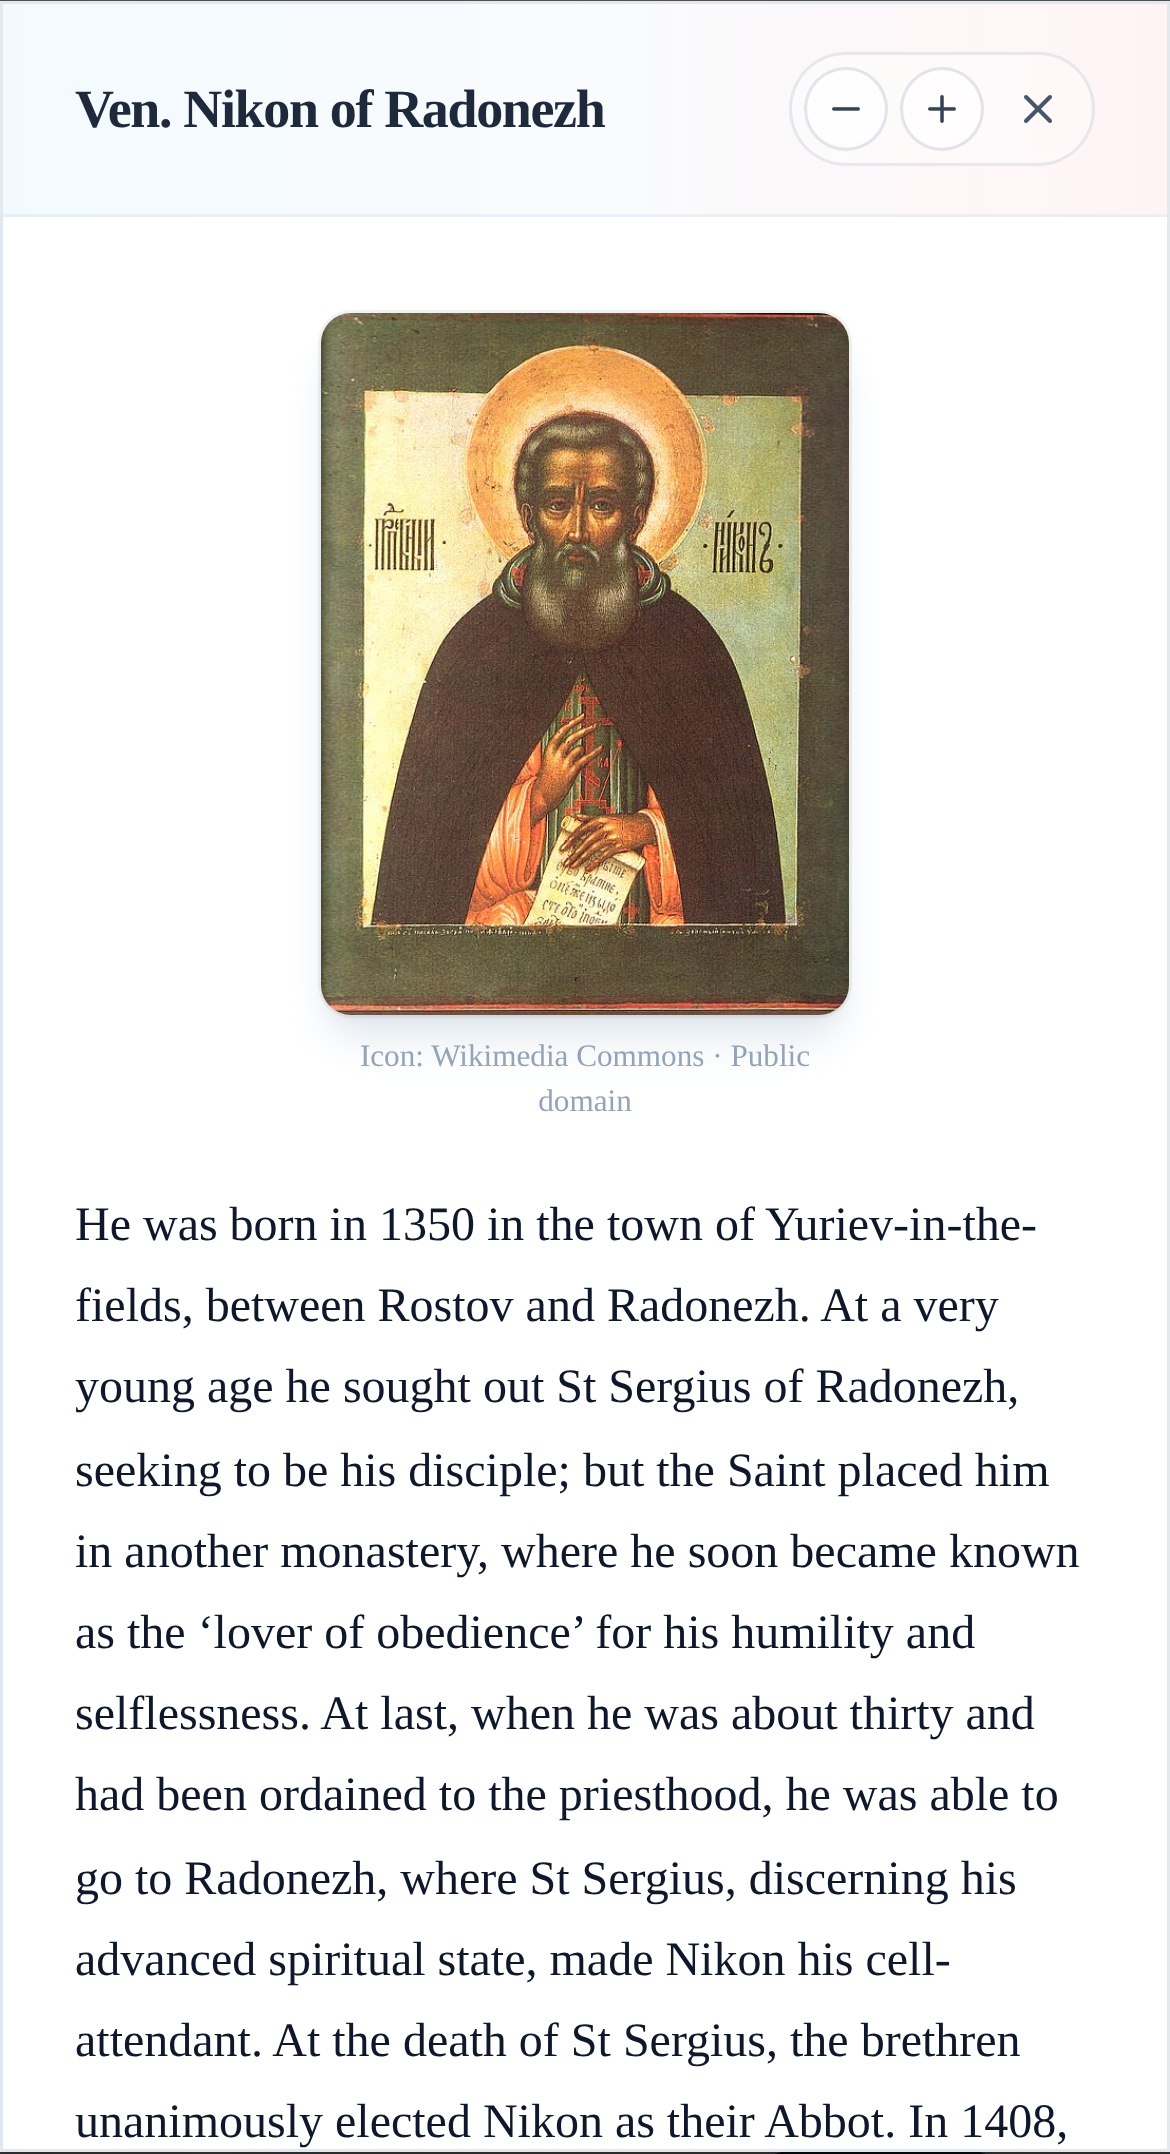 Ven. Nikon of Radonezh
НИКОНЪ
Icon: Wikimedia Commons · Public
domain
He was born in 1350 in the town of Yuriev-in-the-
fields, between Rostov and Radonezh. At a very
young age he sought out St Sergius of Radonezh,
seeking to be his disciple; but the Saint placed him
in another monastery, where he soon became known
as the ‘lover of obedience’ for his humility and
selflessness. At last, when he was about thirty and
had been ordained to the priesthood, he was able to
go to Radonezh, where St Sergius, discerning his
advanced spiritual state, made Nikon his cell-
attendant. At the death of St Sergius, the brethren
unanimously elected Nikon as their Abbot. In 1408,